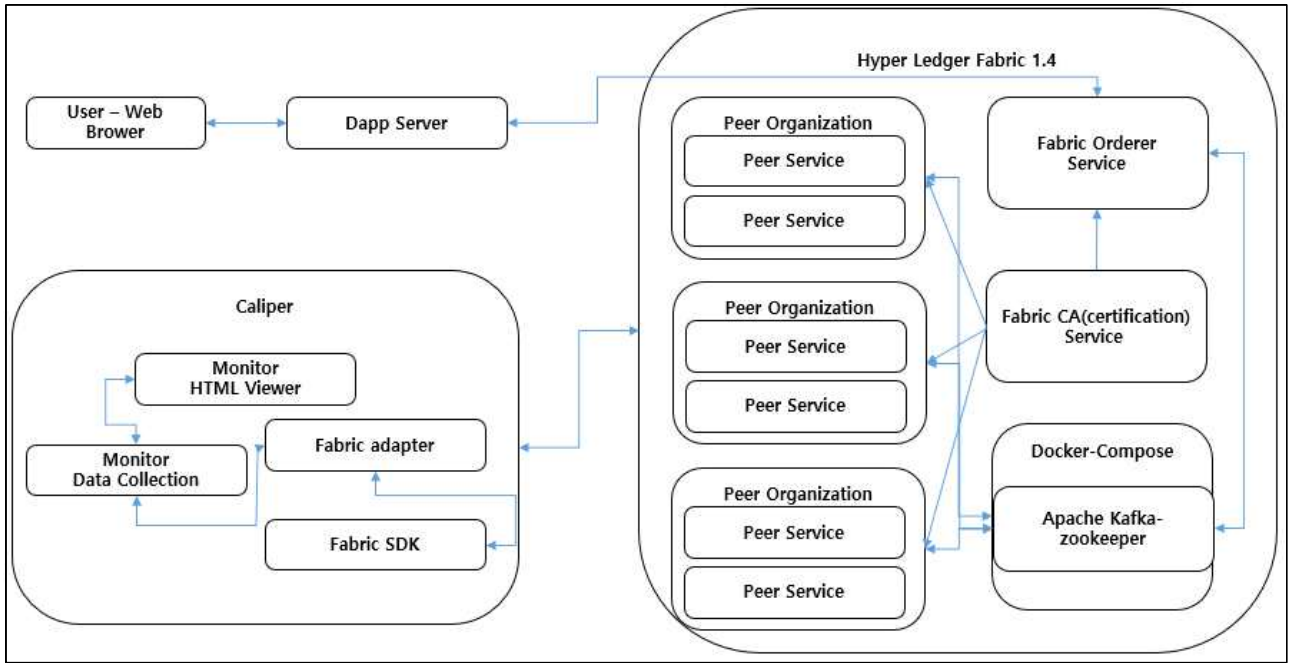 Hyper Ledger Fabric 1.4
User – Web
Brower
Dapp Server
Peer Organization
Peer Service
Peer Service
Fabric Orderer
Service
Caliper
Monitor
HTML Viewer
Monitor
Data Collection
Fabric adapter
Fabric SDK
Peer Organization
Peer Service
Peer Service
Fabric CA(certification)
Service
Peer Organization
Peer Service
Peer Service
Docker-Compose
Apache Kafka-
zookeeper